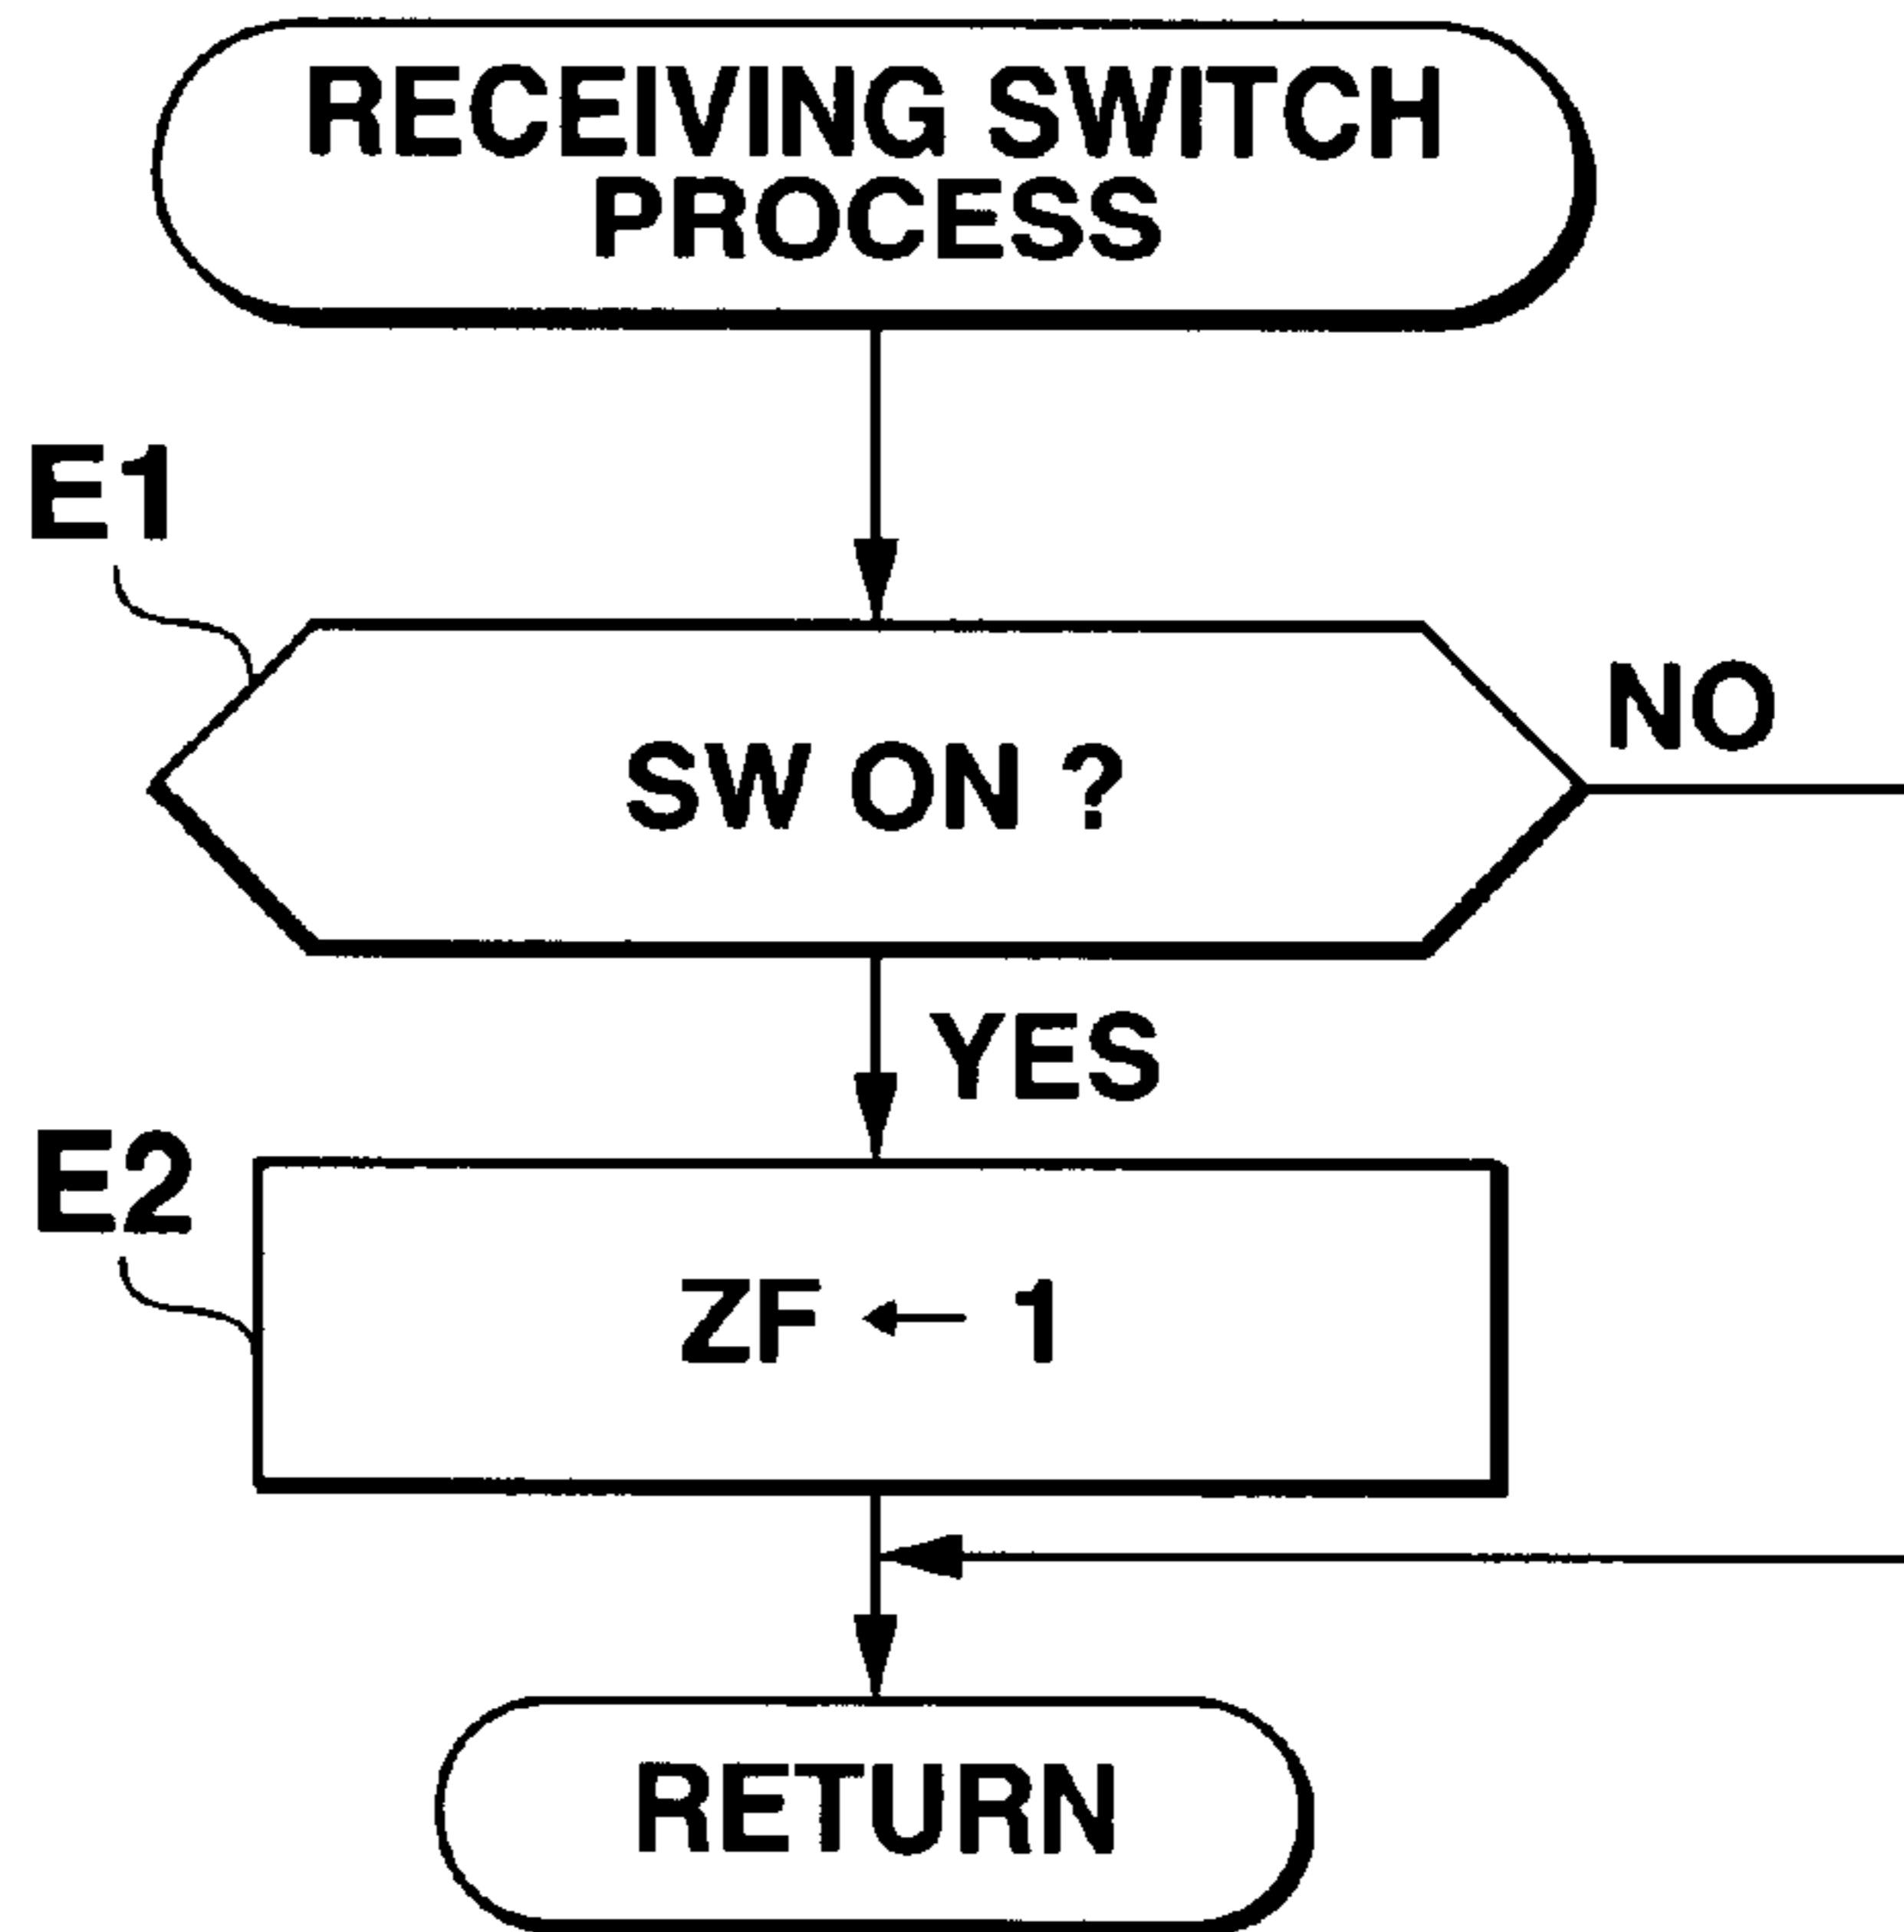 RECEIVING SWITCH
PROCESS
E1
SW ON ?
NO
YES
E2
ZF ← 1
RETURN